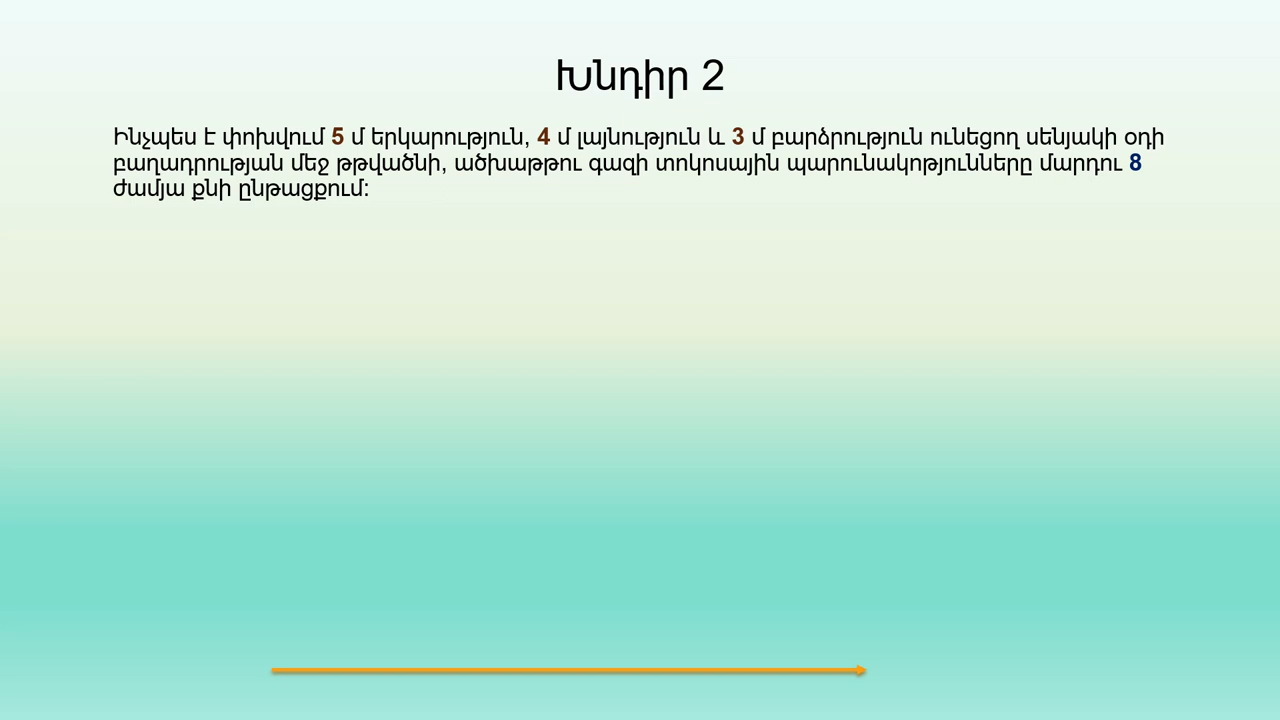 Խնդիր 2
Ինչպես է փոխվում 5 մ երկարություն, 4 մ լայնություն և 3 մ բարձրություն ունեցող սենյակի օդի
բաղադրության մեջ թթվածնի, ածխաթթու գազի տոկոսային պարունակոթյունները մարդու 8
ժամյա քնի ընթացքում: